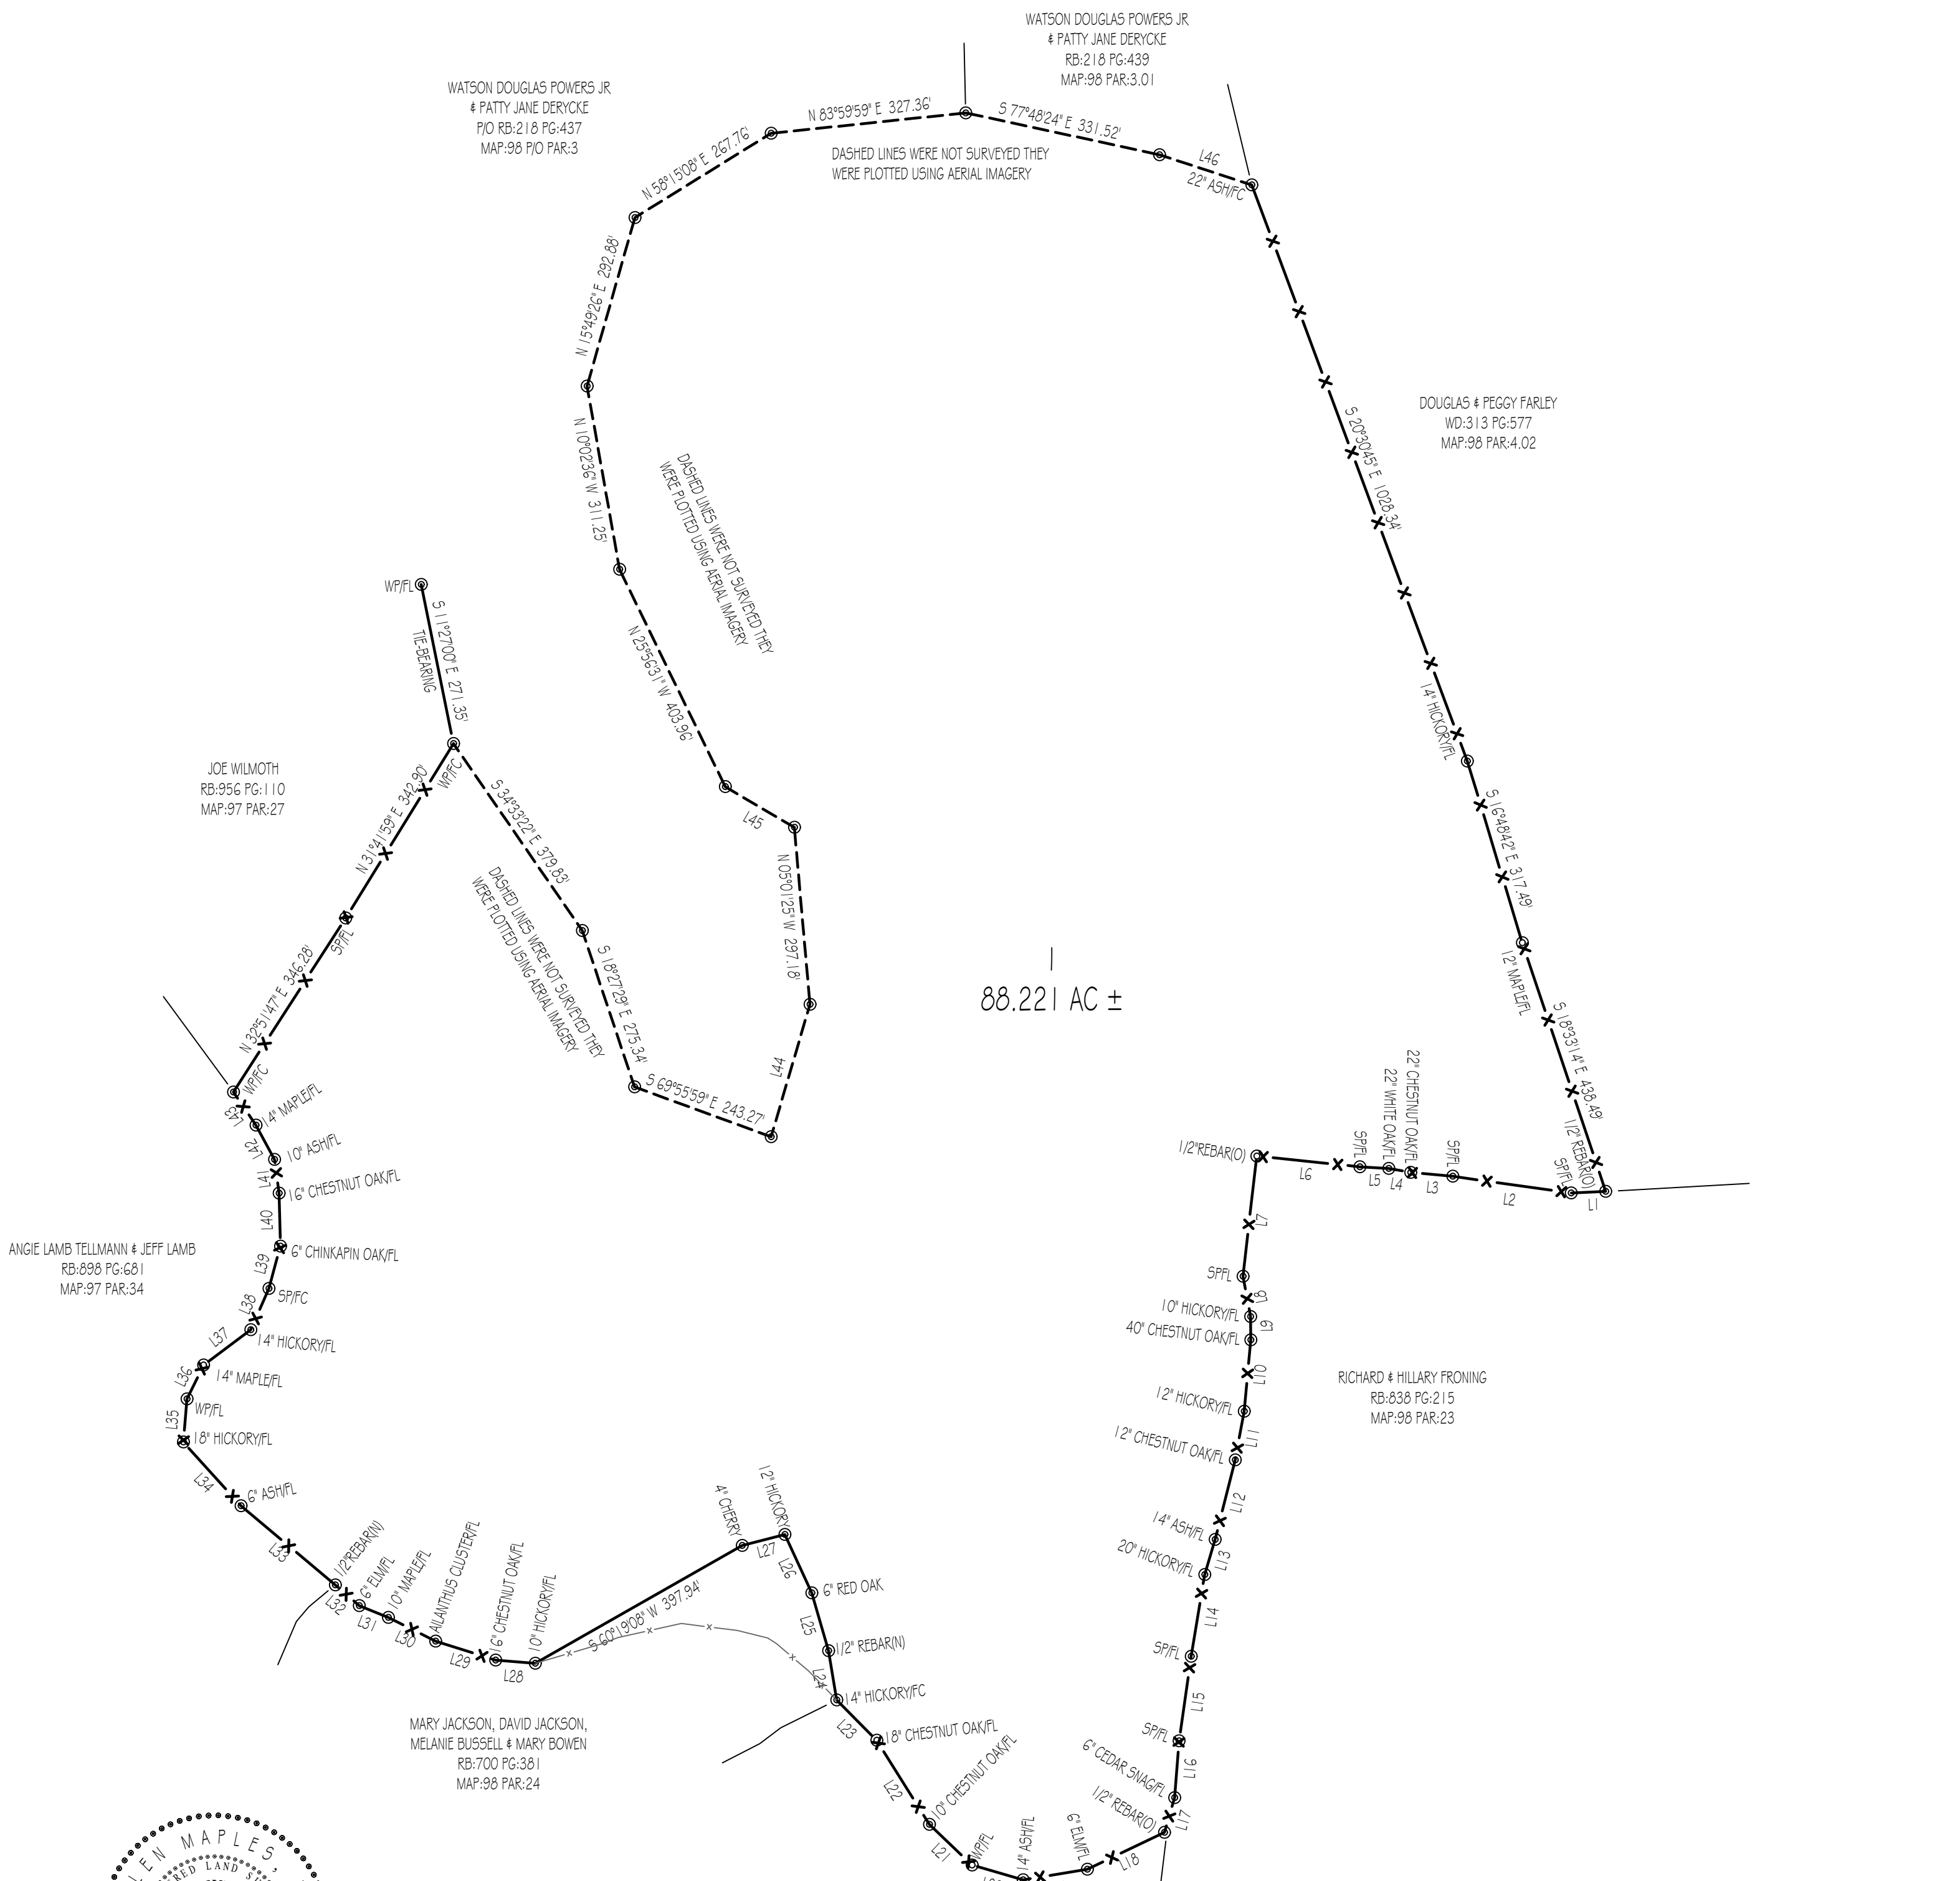 WATSON DOUGLAS POWERS JR
& PATTY JANE DERYCKE
RB:218 PG:439
MAP:98 PAR:3.01
WATSON DOUGLAS POWERS JR
& PATTY JANE DERYCKE
P/O RB:218 PG:437
MAP:98 P/O PAR:3
N 83°59'59" E 327.36'
S 77°48'24" E 331.52'
DASHED LINES WERE NOT SURVEYED THEY
WERE PLOTTED USING AERIAL IMAGERY
L46
22" ASH/FC
N 58°15'08" E 267.76'
N 15°49'26" E 292.88'
N 10°02'36" W 311.25'
DASHED LINES WERE NOT SURVEYED THEY
WERE PLOTTED USING AERIAL IMAGERY
S 20°30'45" E 1028.34'
DOUGLAS & PEGGY FARLEY
WD:313 PG:577
MAP:98 PAR:4.02
WP/FL
S 11°27'00" E 271.35'
TIE-BEARING
N 25°56'31" W 403.96'
14" HICKORY/FL
JOE WILMOTH
RB:956 PG:110
MAP:97 PAR:27
N 31°41'59" E 342.90'
WP/FC
S 34°33'22" E 379.83'
L45
S 16°48'42" E 317.49'
N 05°01'25" W 297.18'
DASHED LINES WERE NOT SURVEYED THEY
WERE PLOTTED USING AERIAL IMAGERY
SP/FL
N 32°51'47" E 346.28'
S 18°27'29" E 275.34'
88.221 AC ±
12" MAPLE/FL
S 18°33'14" E 438.49'
WP/FC
L43
14" MAPLE/FL
L42
10" ASH/FL
L41
16" CHESTNUT OAK/FL
L40
S 69°55'59" E 243.27'
L44
1/2"REBAR(O)
L6
SP/FL
L5
22" WHITE OAK/FL
L4
22" CHESTNUT OAK/FL
L3
SP/FL
L2
SP/FL
1/2" REBAR(O)
L1
ANGIE LAMB TELLMANN & JEFF LAMB
RB:898 PG:681
MAP:97 PAR:34
6" CHINKAPIN OAK/FL
L39
SP/FC
L38
14" HICKORY/FL
L37
14" MAPLE/FL
L36
WP/FL
L35
18" HICKORY/FL
L34
6" ASH/FL
L33
L7
SPFL
L8
10" HICKORY/FL
L9
40" CHESTNUT OAK/FL
L10
12" HICKORY/FL
L11
12" CHESTNUT OAK/FL
L12
14" ASH/FL
L13
20" HICKORY/FL
L14
RICHARD & HILLARY FRONING
RB:838 PG:215
MAP:98 PAR:23
1/2"REBAR(N)
L32
6" ELM/FL
L31
10" MAPLE/FL
L30
AILANTHUS CLUSTER/FL
L29
16" CHESTNUT OAK/FL
L28
10" HICKORY/FL
S 60°19'08" W 397.94'
4" CHERRY
L27
12" HICKORY
L26
6" RED OAK
L25
1/2" REBAR(N)
L24
14" HICKORY/FC
L23
18" CHESTNUT OAK/FL
L22
10" CHESTNUT OAK/FL
L21
WP/FL
14" ASH/FL
6" ELM/FL
L18
SP/FL
L15
SP/FL
L16
6" CEDAR SNAG/FL
L17
1/2" REBAR(O)
MARY JACKSON, DAVID JACKSON,
MELANIE BUSSELL & MARY BOWEN
RB:700 PG:381
MAP:98 PAR:24
LEN MAPLES,
RED LAND